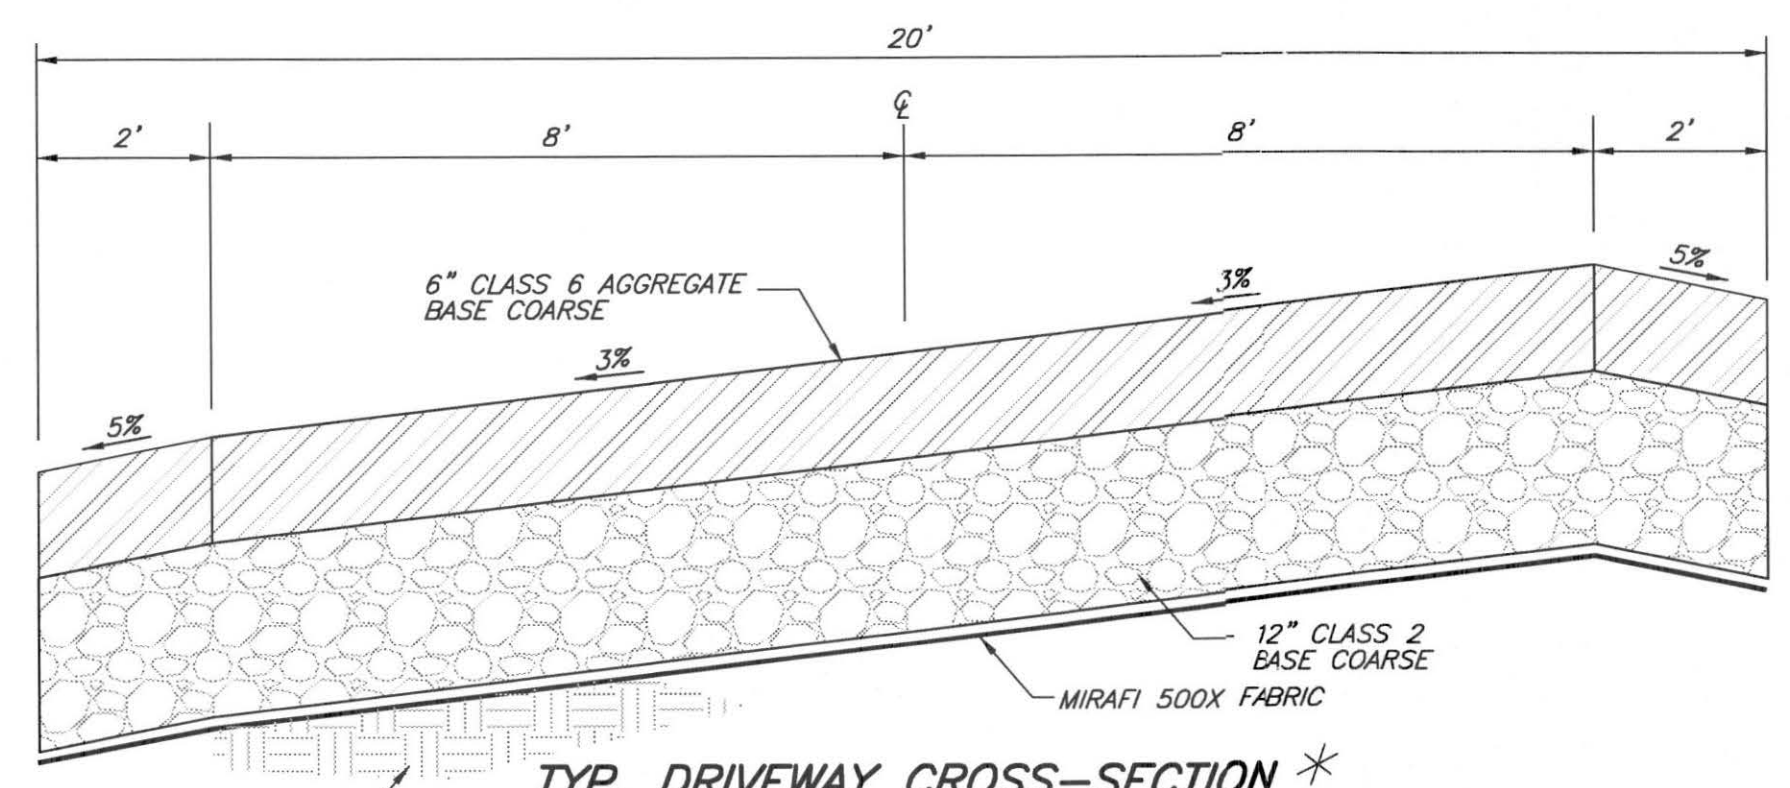 20'
℄
2'
8'
8'
2'
5%
3%
6" CLASS 6 AGGREGATE
BASE COARSE
3%
5%
12" CLASS 2
BASE COARSE
MIRAFI 500X FABRIC
TYP. DRIVEWAY CROSS-SECTION *